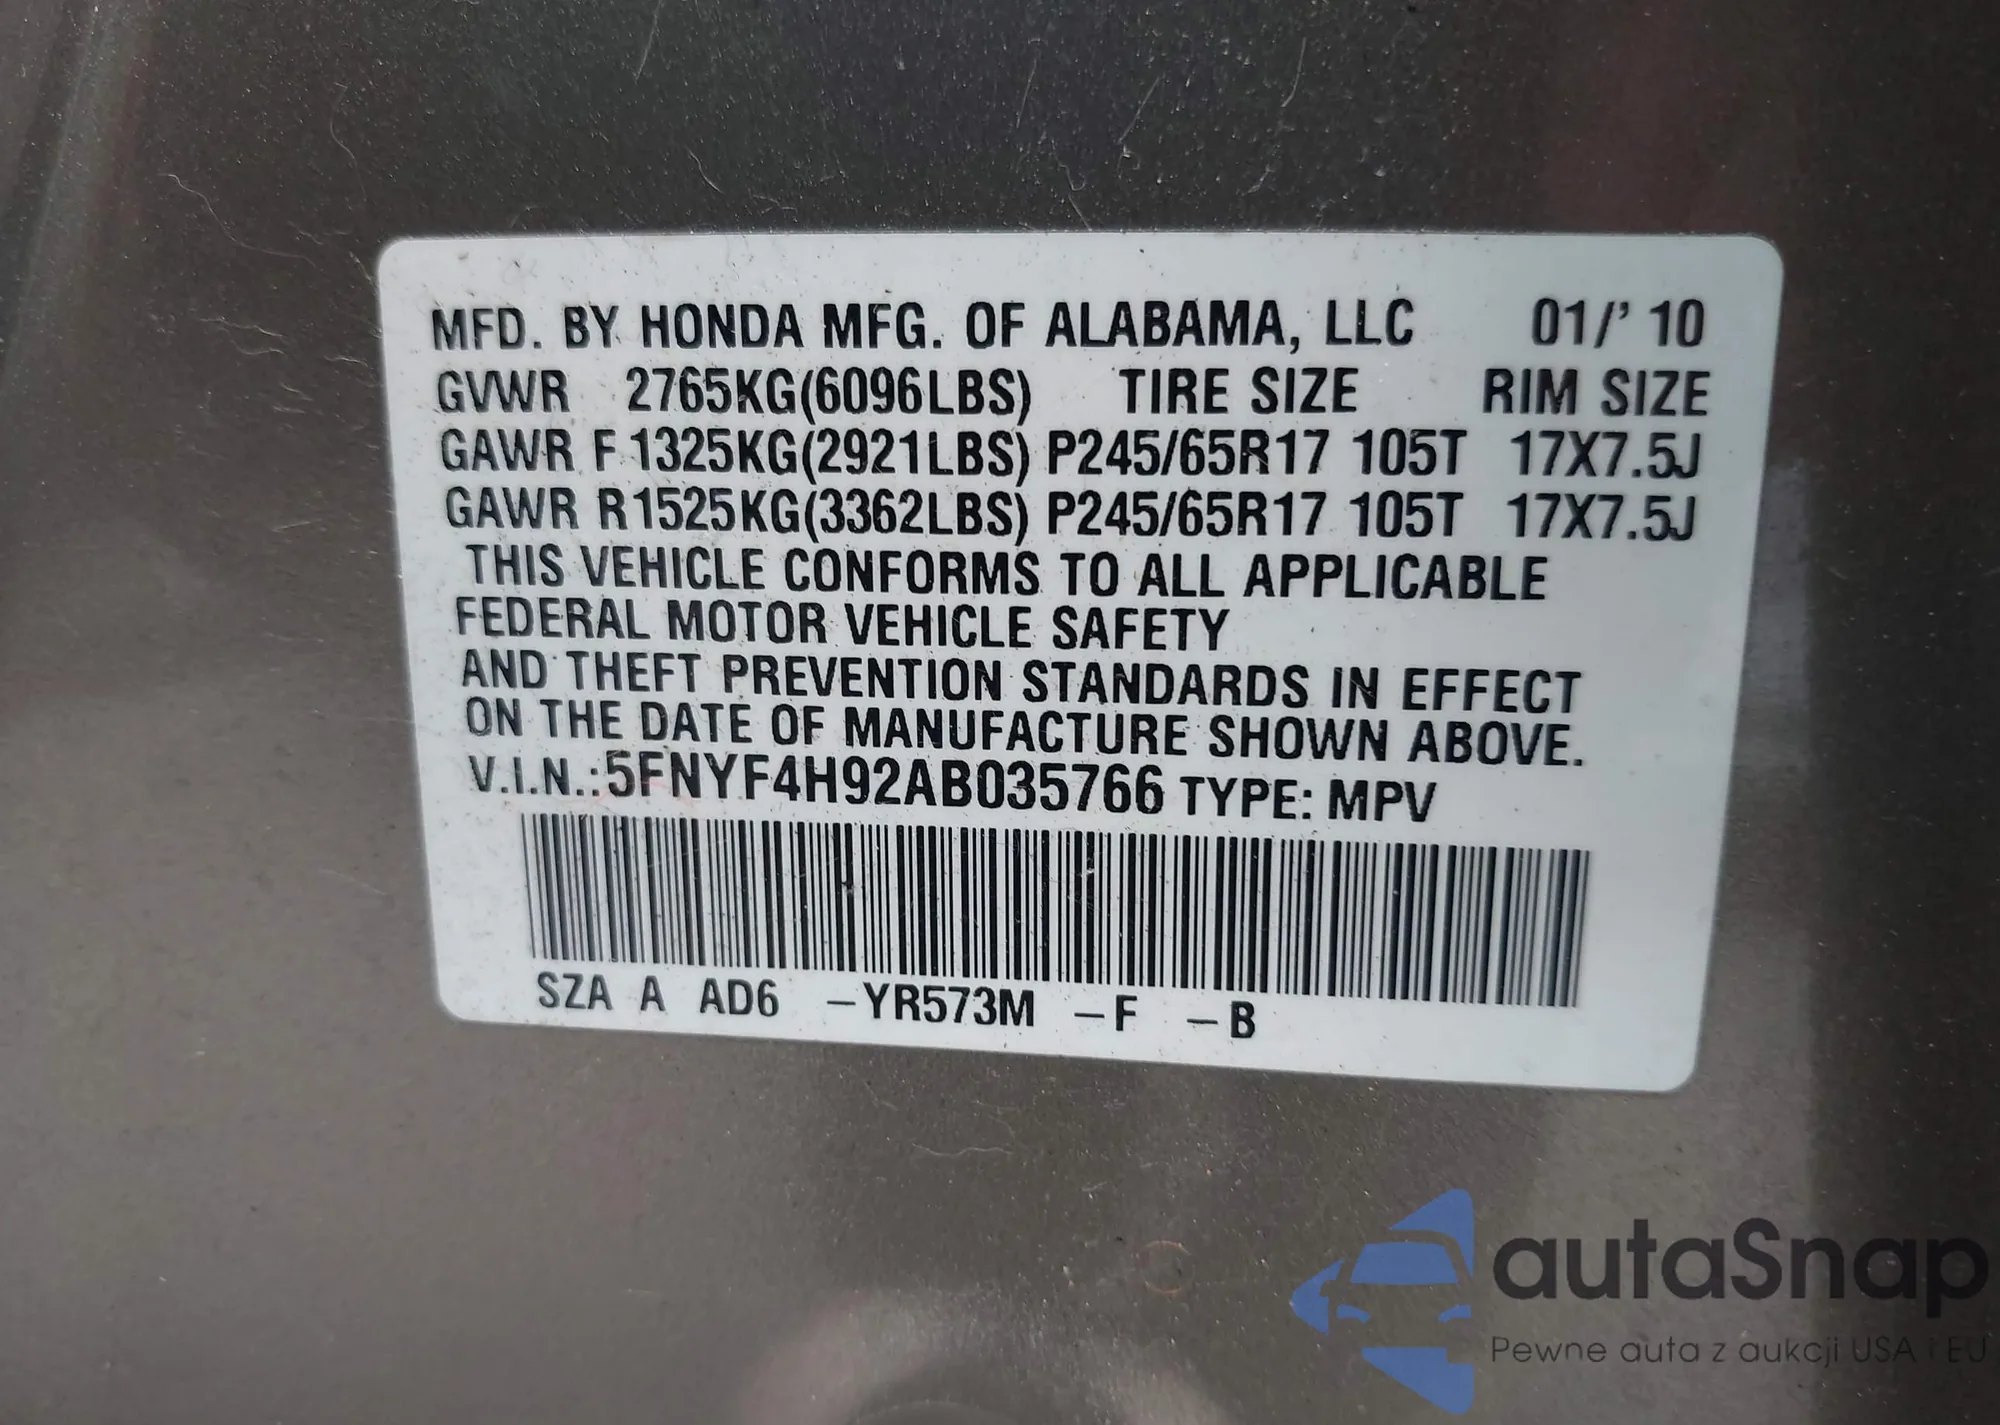 MFD. BY HONDA MFG. OF ALABAMA, LLC 01/' 10
GVWR 2765KG(6096LBS) TIRE SIZE RIM SIZE
GAWR F 1325KG(2921LBS) P245/65R17 105T 17X7.5J
GAWR R1525KG(3362LBS) P245/65R17 105T 17X7.5J
THIS VEHICLE CONFORMS TO ALL APPLICABLE
FEDERAL MOTOR VEHICLE SAFETY
AND THEFT PREVENTION STANDARDS IN EFFECT
ON THE DATE OF MANUFACTURE SHOWN ABOVE.
V.I.N.:5FNYF4H92AB035766 TYPE: MPV
SZA A AD6 –YR573M –F –B
autaSnap
Pewne auta z aukcji USA i EU